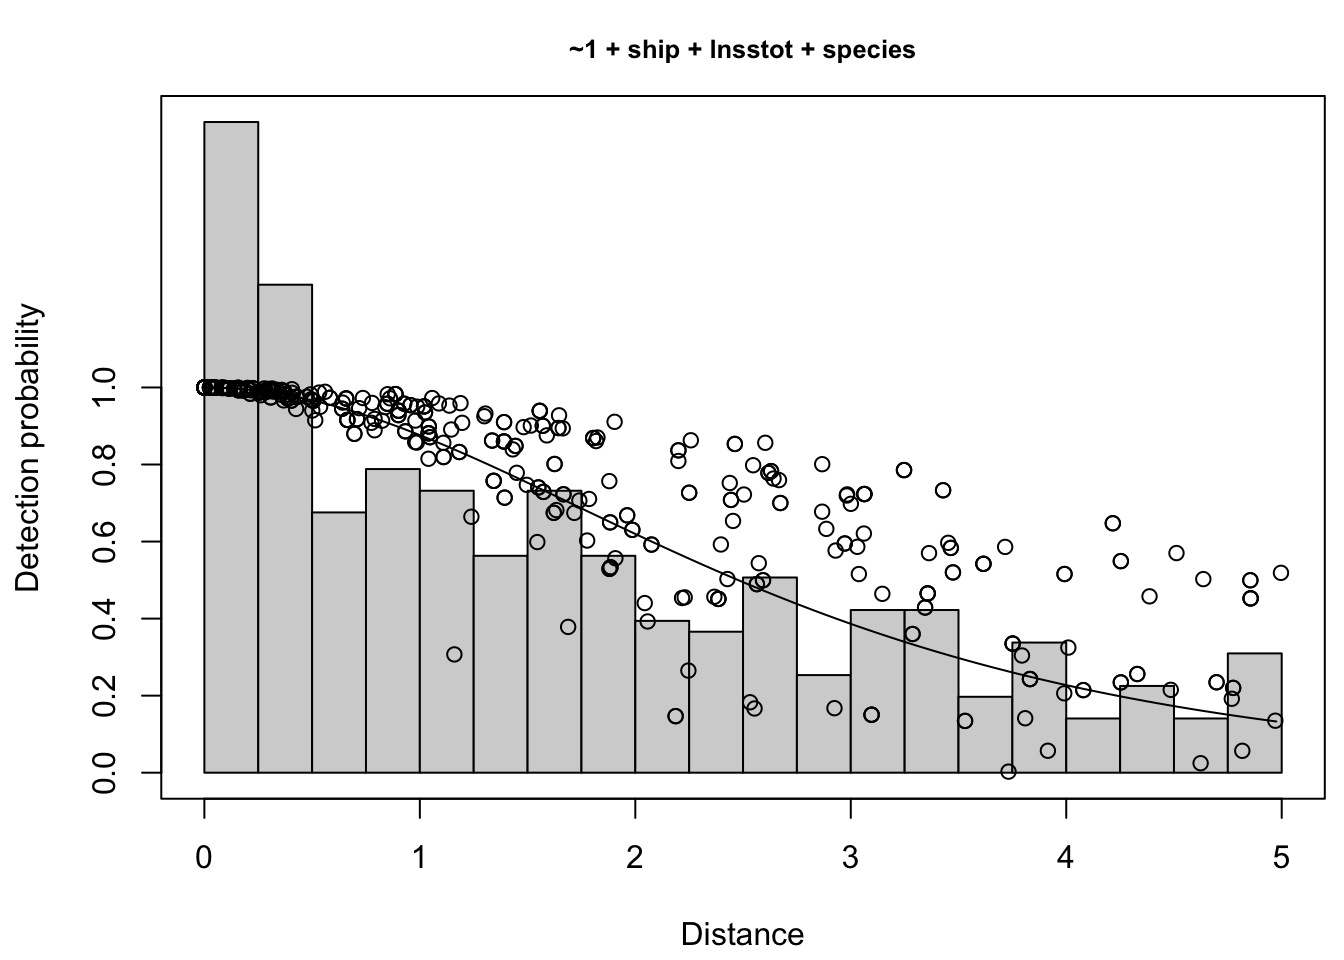 ~1 + ship + lnsstot + species
Detection probability
1.0
0.8
0.6
0.4
0.2
0.0
0 1 2 3 4 5
Distance